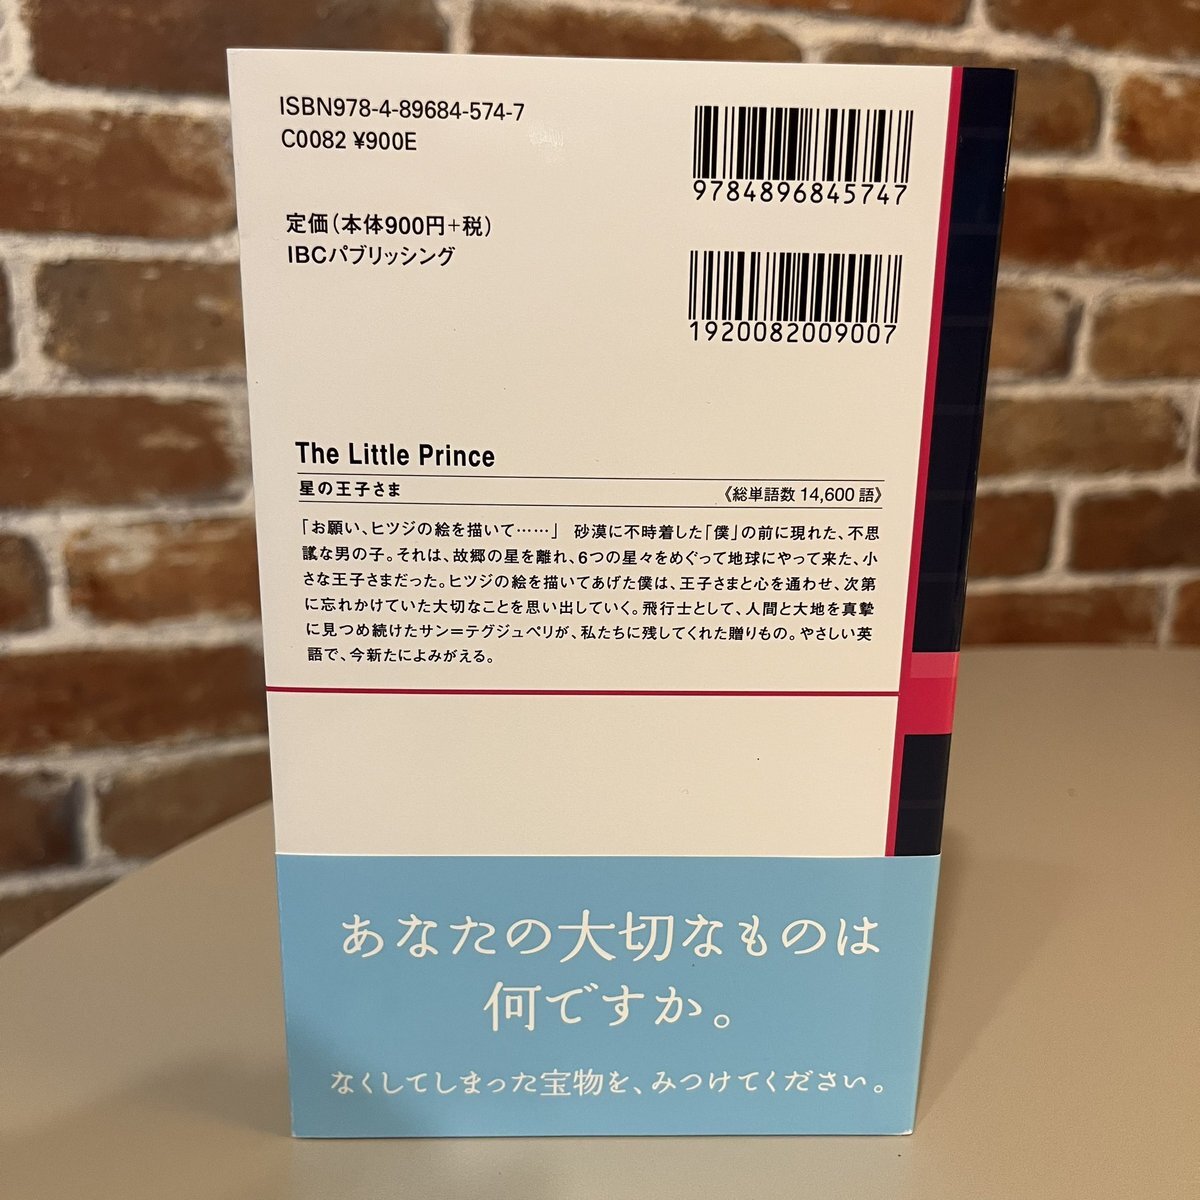 ISBN978-4-89684-574-7
C0082 ¥900E
9784896845747
定価(本体900円+税)
IBCパブリッシング
1920082009007
The Little Prince
星の王子さま
《総単語数 14,600 語》
「お願い、ヒツジの絵を描いて……」 砂漠に不時着した「僕」の前に現れた、不思
議な男の子。それは、故郷の星を離れ、6つの星々をめぐって地球にやって来た、小
さな王子さまだった。ヒツジの絵を描いてあげた僕は、王子さまと心を通わせ、次第
に忘れかけていた大切なことを思い出していく。飛行士として、人間と大地を真摯
に見つめ続けたサン=テグジュペリが、私たちに残してくれた贈りもの。やさしい英
語で、今新たによみがえる。
あなたの大切なものは
何ですか。
なくしてしまった宝物を、みつけてください。